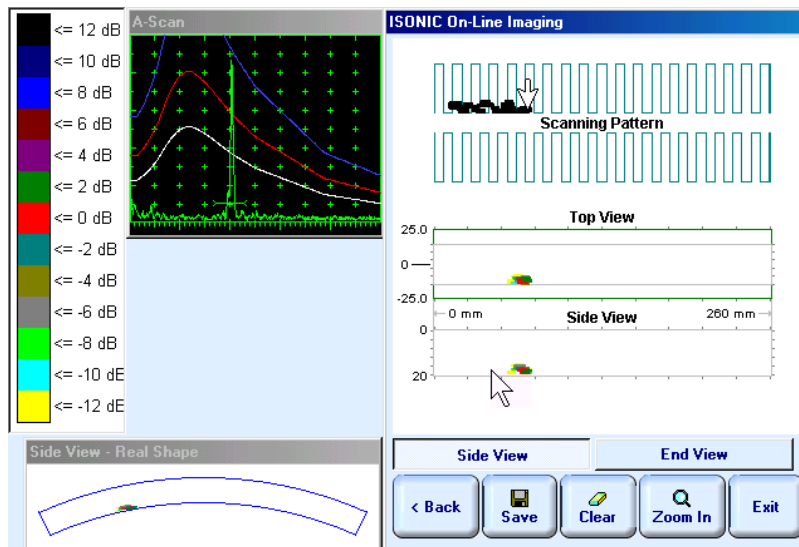 <= 12 dB
<= 10 dB
<= 8 dB
<= 6 dB
<= 4 dB
<= 2 dB
<= 0 dB
<= -2 dB
<= -4 dB
<= -6 dB
<= -8 dB
<= -10 dE
<= -12 dE
A-Scan
ISONIC On-Line Imaging
Scanning Pattern
Top View
25.0
0
-25.0
0 mm
260 mm
Side View
0
20
Side View
End View
Side View - Real Shape
< Back
Save
Clear
Zoom In
Exit